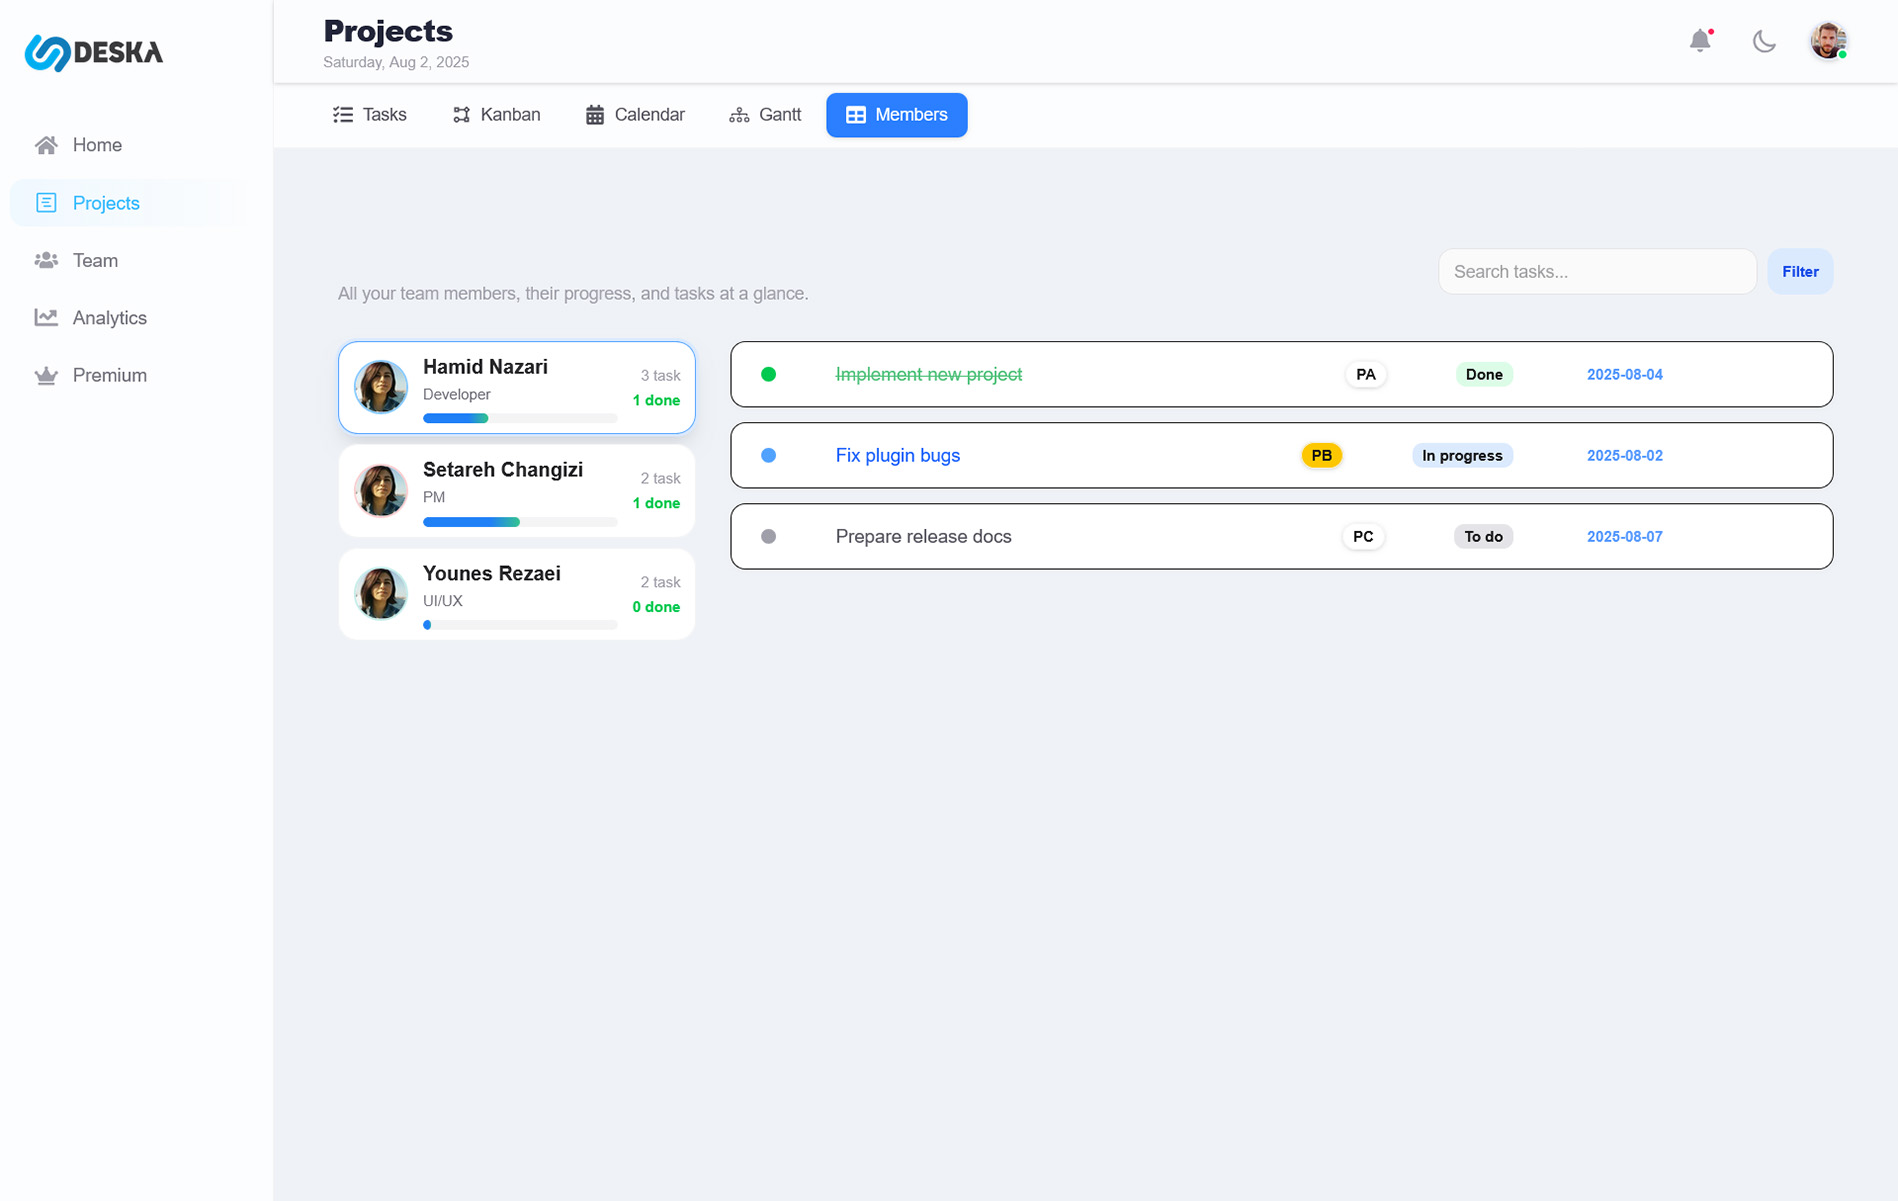 DESKA
Home
Projects
Team
Analytics
Premium
Projects
Saturday, Aug 2, 2025
Tasks
Kanban
Calendar
Gantt
Members
All your team members, their progress, and tasks at a glance.
Search tasks...
Filter
Hamid Nazari
Developer
3 task
1 done
Setareh Changizi
PM
2 task
1 done
Younes Rezaei
UI/UX
2 task
0 done
Implement new project PA Done 2025-08-04
Fix plugin bugs PB In progress 2025-08-02
Prepare release docs PC To do 2025-08-07